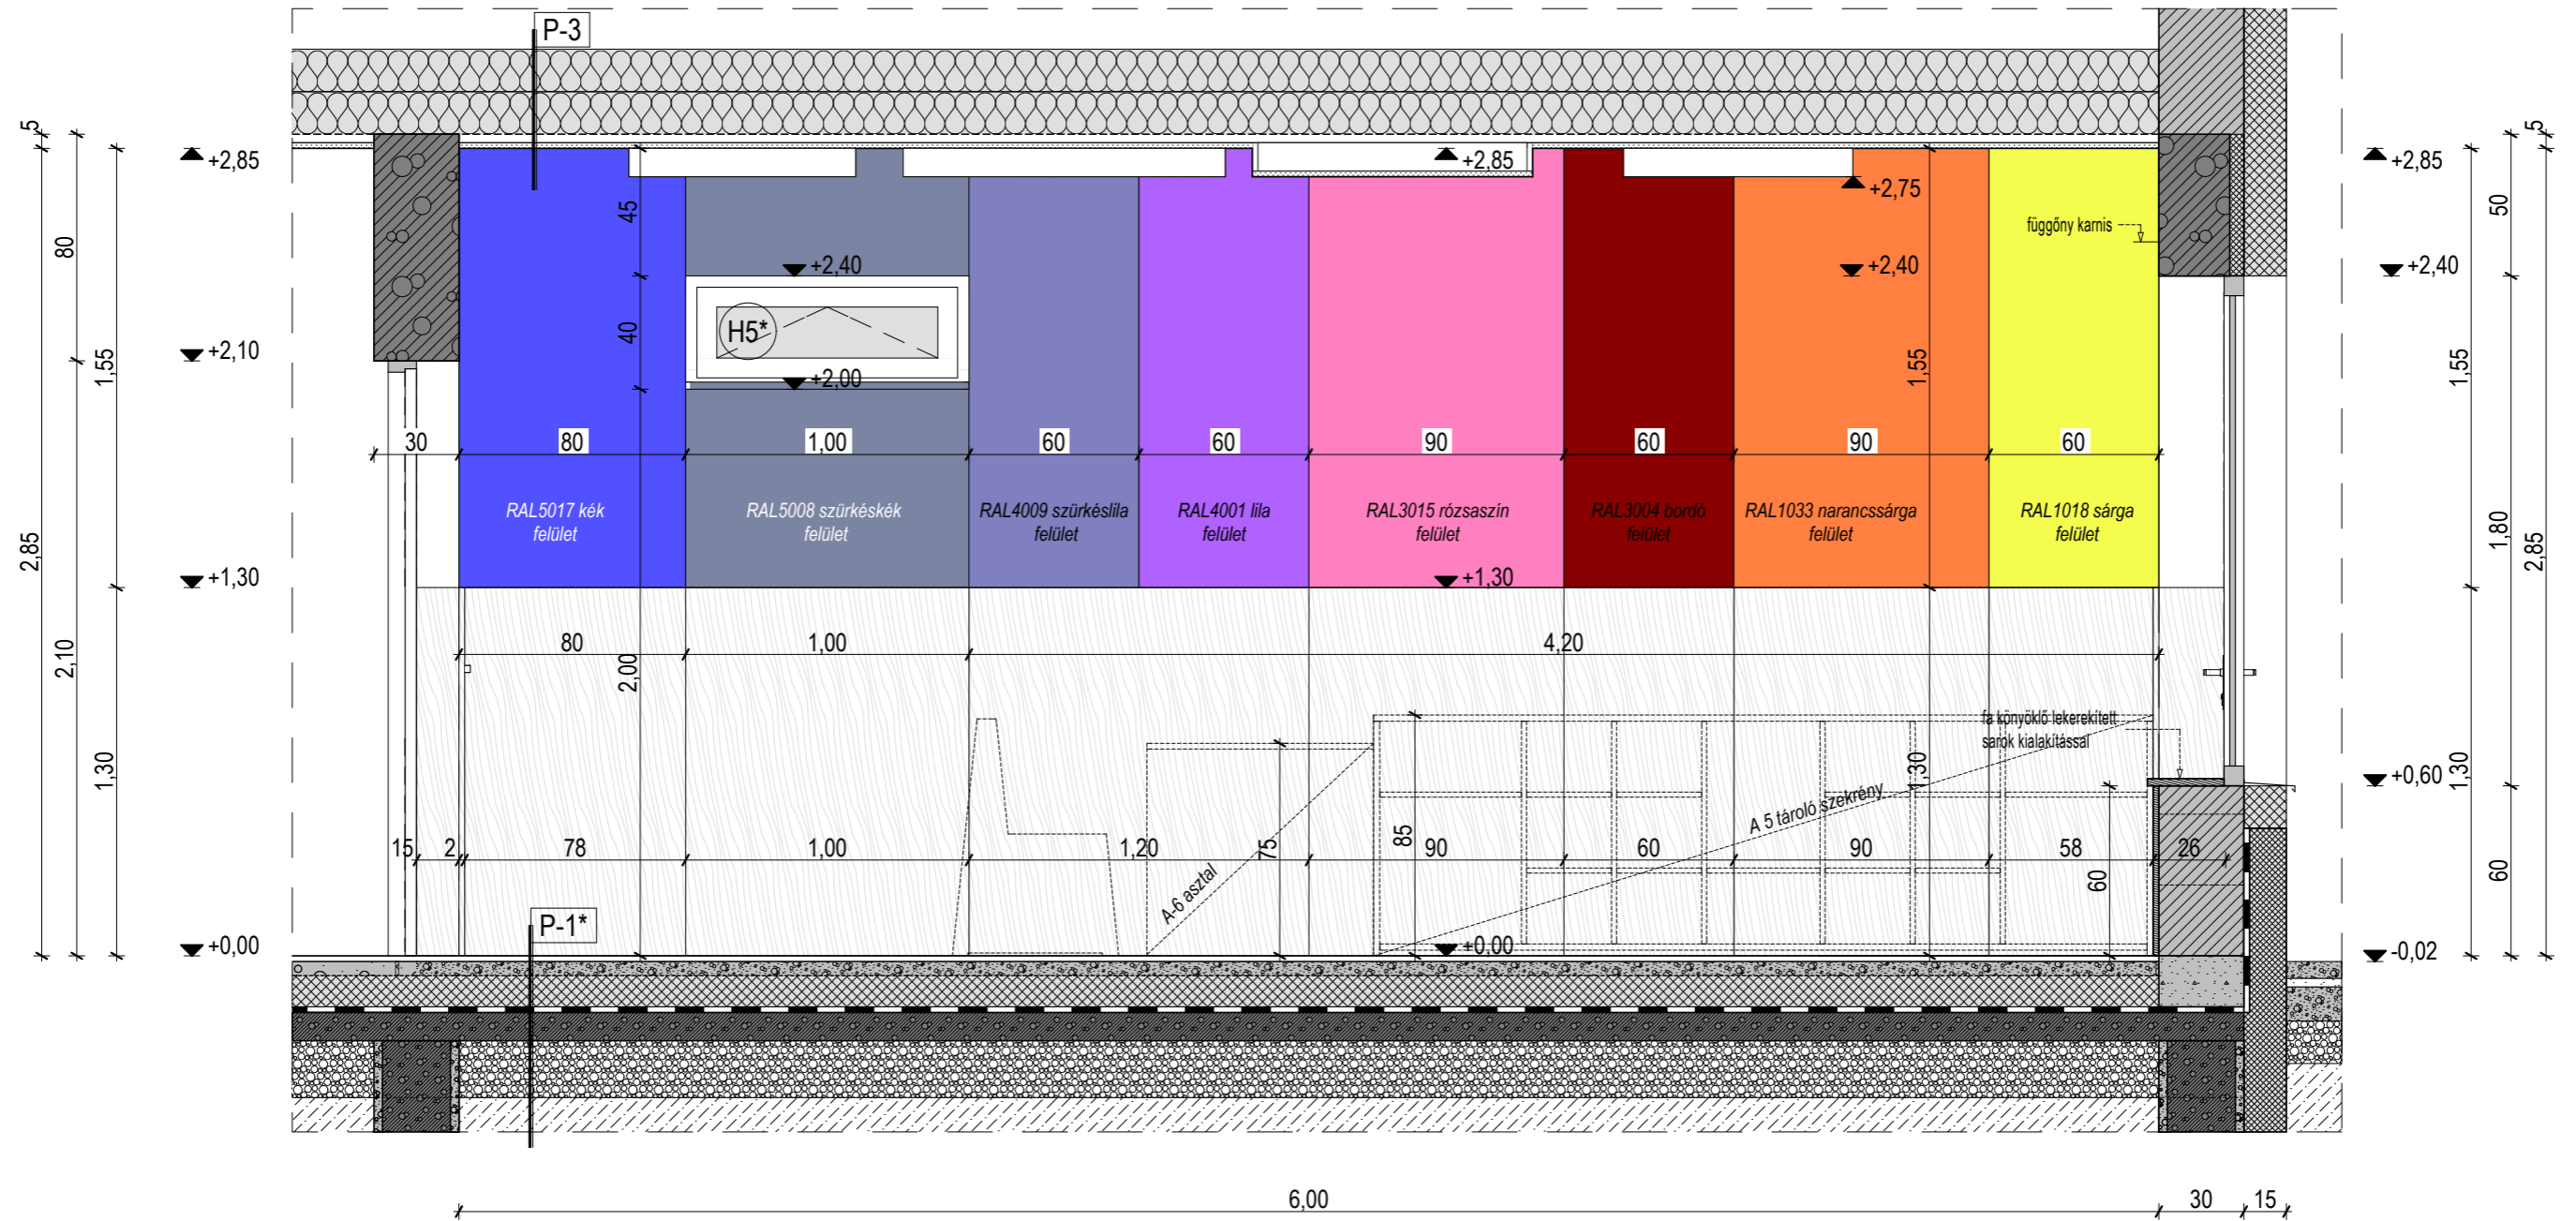 P-3
5
5
+2,85
+2,85
+2,85
+2,75
45
80
50
függőny karnis
+2,40
+2,40
+2,40
H5*
40
+2,10
1,55
1,55
1,55
+2,00
30
80
1,00
60
60
90
60
90
60
RAL5017 kék
felület
RAL5008 szürkéskék
felület
RAL4009 szürkéslila
felület
RAL4001 lila
felület
RAL3015 rózsaszín
felület
RAL3004 bordó
felület
RAL1033 narancssárga
felület
RAL1018 sárga
felület
2,85
1,80
2,85
+1,30
+1,30
80
1,00
4,20
2,10
2,00
fa könyöklő lekerekített
sarok kialakítással
1,30
1,30
+0,60
1,30
A 5 tároló szekrény
85
75
15
2
78
1,00
1,20
90
60
90
58
26
60
60
A-6 asztal
P-1*
+0,00
+0,00
-0,02
6,00
30
15